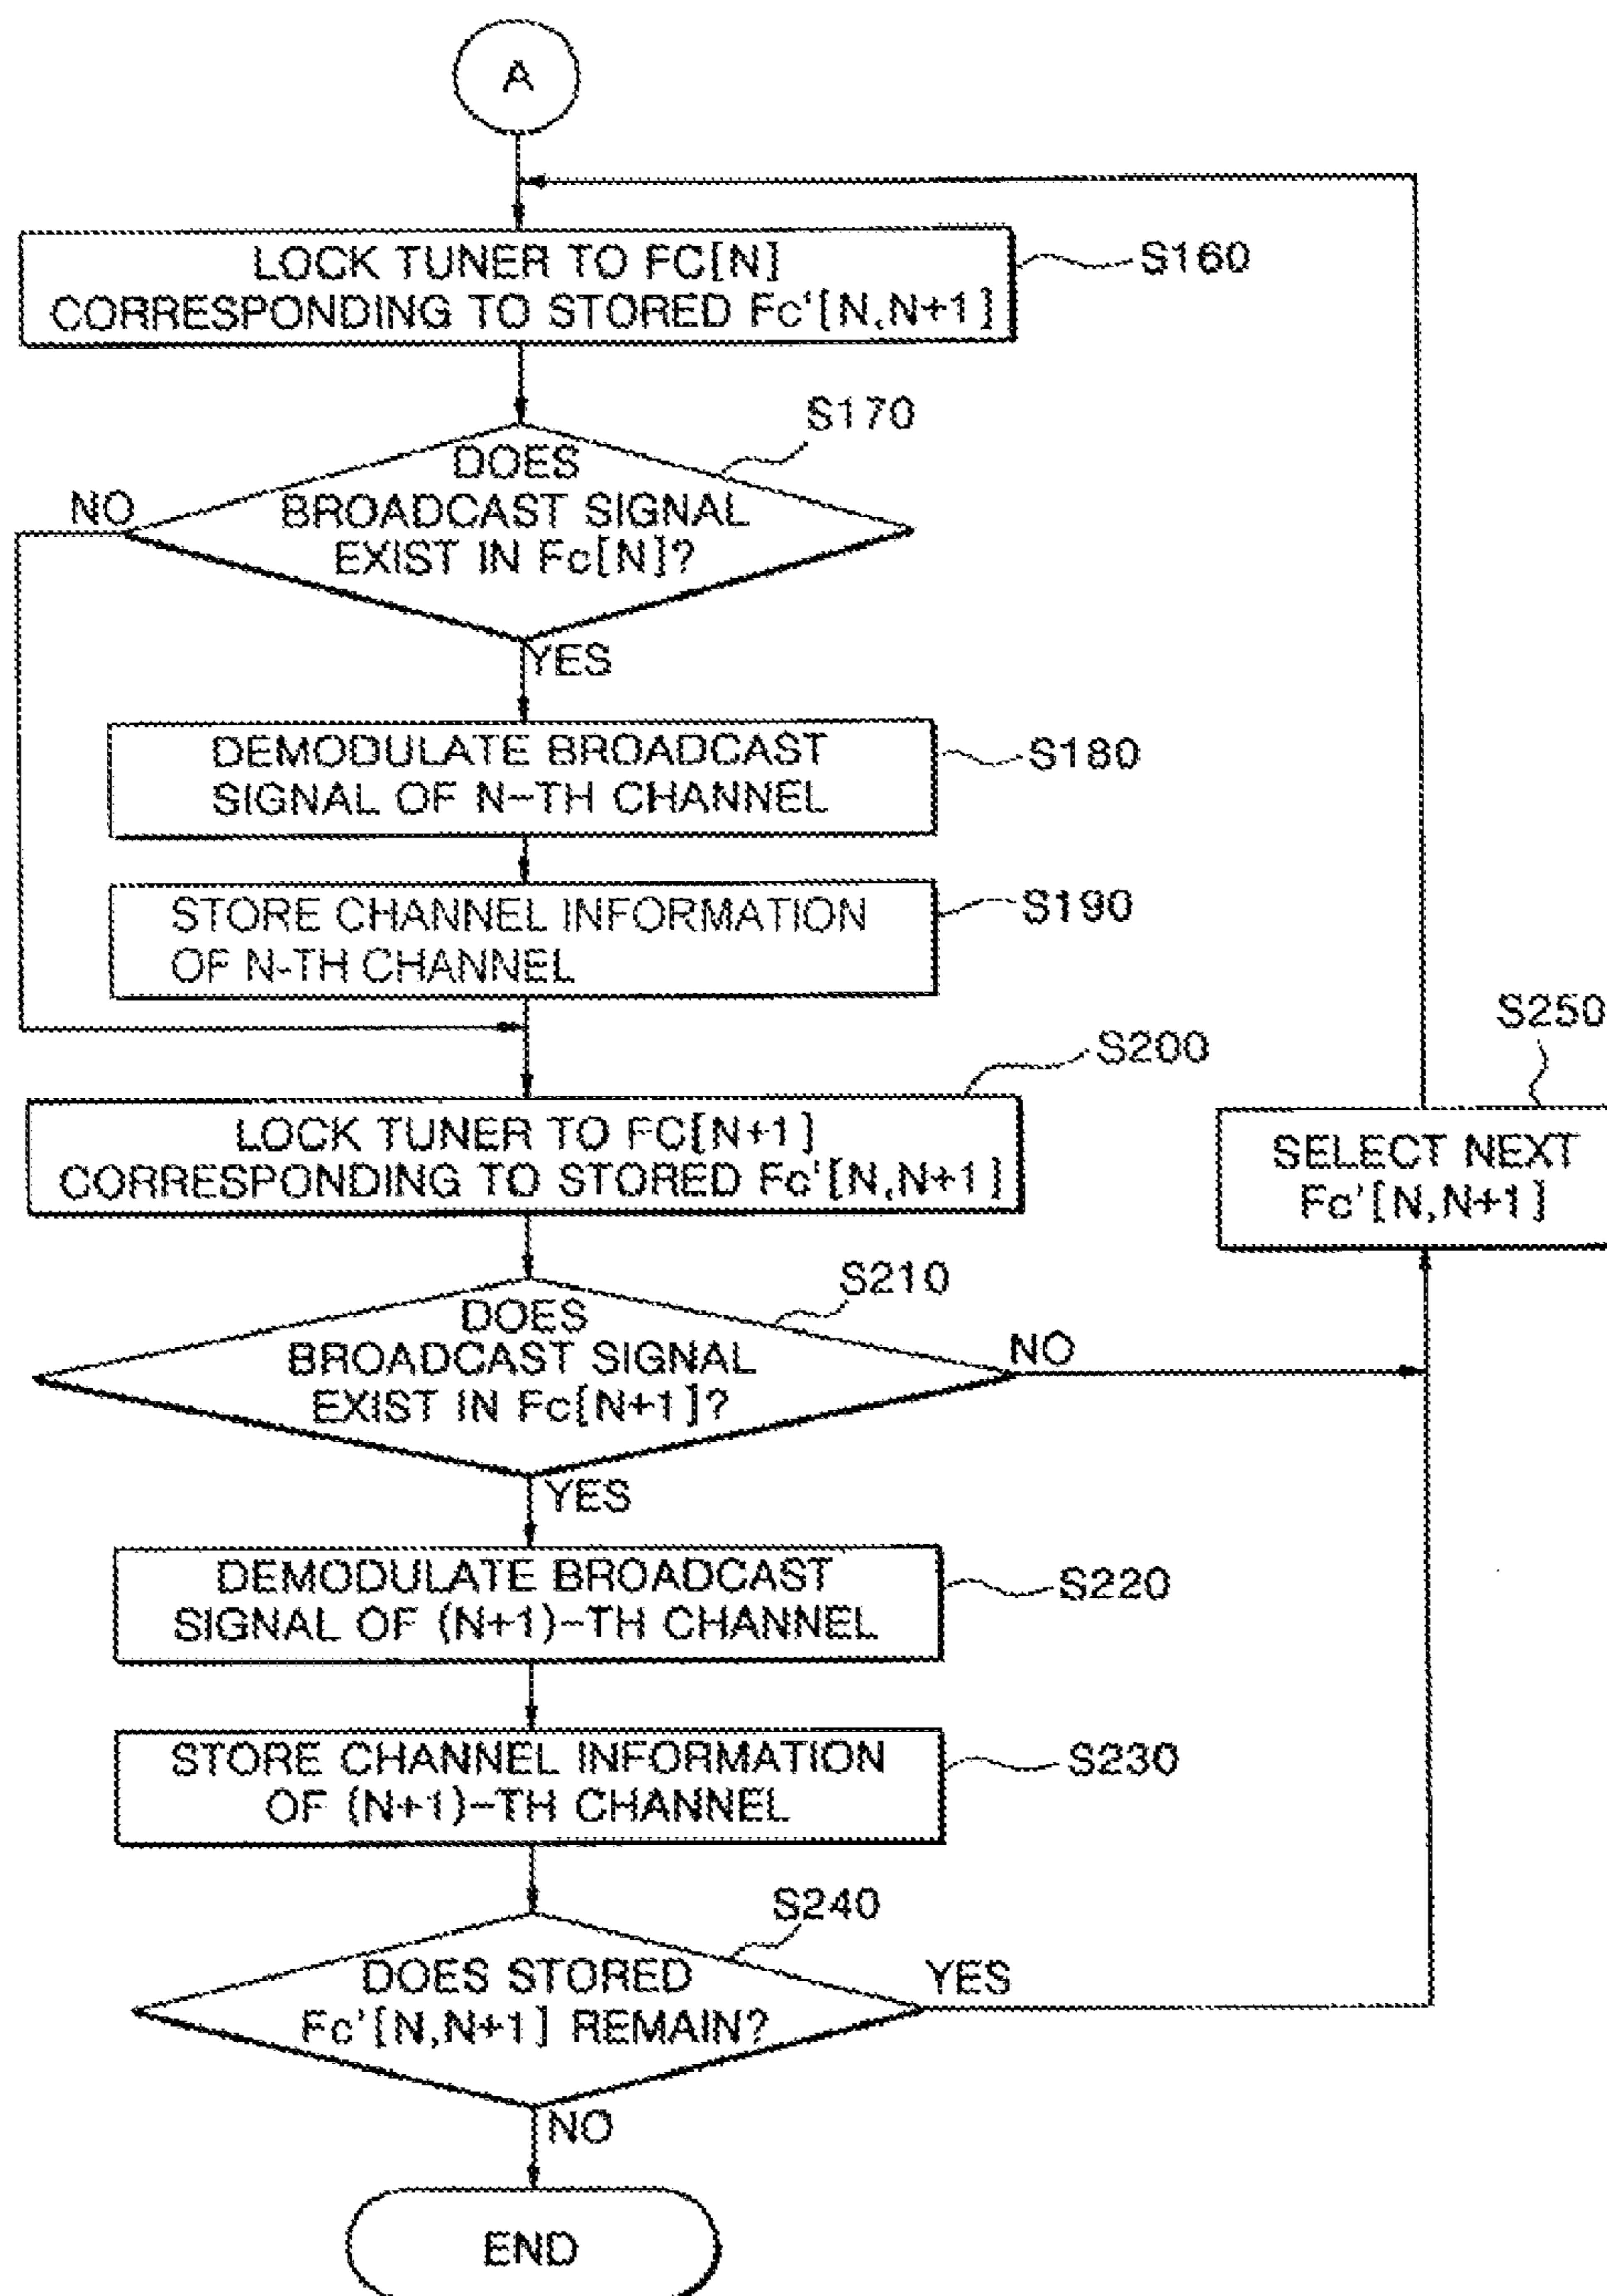 A
LOCK TUNER TO FC[N]
CORRESPONDING TO STORED Fc'[N,N+1]
S160
S170
DOES
BROADCAST SIGNAL
EXIST IN Fc[N]?
NO
YES
DEMODULATE BROADCAST
SIGNAL OF N-TH CHANNEL
S180
STORE CHANNEL INFORMATION
OF N-TH CHANNEL
S190
S200
LOCK TUNER TO FC[N+1]
CORRESPONDING TO STORED Fc'[N,N+1]
S250
SELECT NEXT
Fc'[N,N+1]
S210
DOES
BROADCAST SIGNAL
EXIST IN Fc[N+1]?
NO
YES
DEMODULATE BROADCAST
SIGNAL OF (N+1)-TH CHANNEL
S220
STORE CHANNEL INFORMATION
OF (N+1)-TH CHANNEL
S230
S240
DOES STORED
Fc'[N,N+1] REMAIN?
YES
NO
END